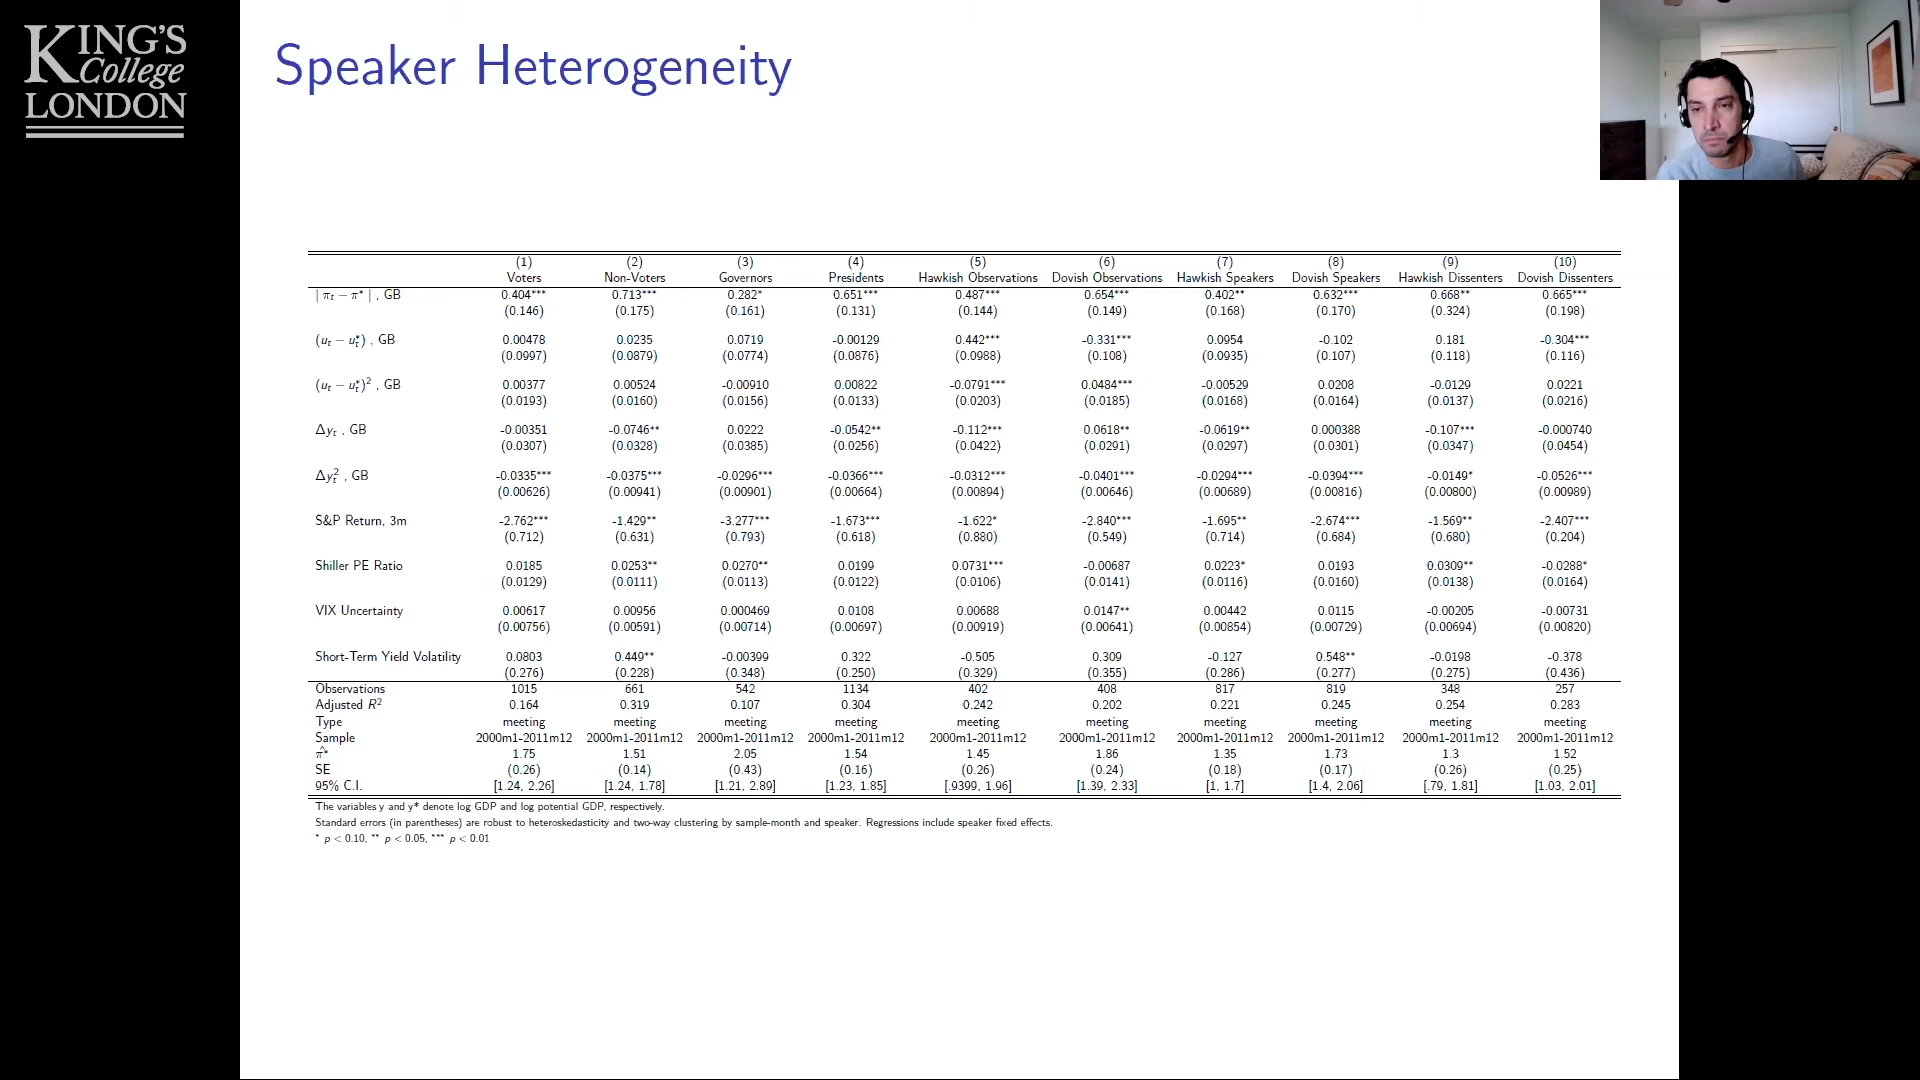 KING'S
College
LONDON
Speaker Heterogeneity
(1) (2) (3) (4) (5) (6) (7) (8) (9) (10)
Voters Non-Voters Governors Presidents Hawkish Observations Dovish Observations Hawkish Speakers Dovish Speakers Hawkish Dissenters Dovish Dissenters
| πt − π* | , GB 0.404*** 0.713*** 0.282* 0.651*** 0.487*** 0.654*** 0.402** 0.632*** 0.668** 0.665***
(0.146) (0.175) (0.161) (0.131) (0.144) (0.149) (0.168) (0.170) (0.324) (0.198)
(ut − ut*) , GB 0.00478 0.0235 0.0719 -0.00129 0.442*** -0.331*** 0.0954 -0.102 0.181 -0.304***
(0.0997) (0.0879) (0.0774) (0.0876) (0.0988) (0.108) (0.0935) (0.107) (0.118) (0.116)
(ut − ut*)² , GB 0.00377 0.00524 -0.00910 0.00822 -0.0791*** 0.0484*** -0.00529 0.0208 -0.0129 0.0221
(0.0193) (0.0160) (0.0156) (0.0133) (0.0203) (0.0185) (0.0168) (0.0164) (0.0137) (0.0216)
Δyt , GB -0.00351 -0.0746** 0.0222 -0.0542** -0.112*** 0.0618** -0.0619** 0.000388 -0.107*** -0.000740
(0.0307) (0.0328) (0.0385) (0.0256) (0.0422) (0.0291) (0.0297) (0.0301) (0.0347) (0.0454)
Δyt² , GB -0.0335*** -0.0375*** -0.0296*** -0.0366*** -0.0312*** -0.0401*** -0.0294*** -0.0394*** -0.0149* -0.0526***
(0.00626) (0.00941) (0.00901) (0.00664) (0.00894) (0.00646) (0.00689) (0.00816) (0.00800) (0.00989)
S&P Return, 3m -2.762*** -1.429** -3.277*** -1.673*** -1.622* -2.840*** -1.695** -2.674*** -1.569** -2.407***
(0.712) (0.631) (0.793) (0.618) (0.880) (0.549) (0.714) (0.684) (0.680) (0.204)
Shiller PE Ratio 0.0185 0.0253** 0.0270** 0.0199 0.0731*** -0.00687 0.0223* 0.0193 0.0309** -0.0288*
(0.0129) (0.0111) (0.0113) (0.0122) (0.0106) (0.0141) (0.0116) (0.0160) (0.0138) (0.0164)
VIX Uncertainty 0.00617 0.00956 0.000469 0.0108 0.00688 0.0147** 0.00442 0.0115 -0.00205 -0.00731
(0.00756) (0.00591) (0.00714) (0.00697) (0.00919) (0.00641) (0.00854) (0.00729) (0.00694) (0.00820)
Short-Term Yield Volatility 0.0803 0.449** -0.00399 0.322 -0.505 0.309 -0.127 0.548** -0.0198 -0.378
(0.276) (0.228) (0.348) (0.250) (0.329) (0.355) (0.286) (0.277) (0.275) (0.436)
Observations 1015 661 542 1134 402 408 817 819 348 257
Adjusted R² 0.164 0.319 0.107 0.304 0.242 0.202 0.221 0.245 0.254 0.283
Type meeting meeting meeting meeting meeting meeting meeting meeting meeting meeting
Sample 2000m1-2011m12 2000m1-2011m12 2000m1-2011m12 2000m1-2011m12 2000m1-2011m12 2000m1-2011m12 2000m1-2011m12 2000m1-2011m12 2000m1-2011m12 2000m1-2011m12
π̂* 1.75 1.51 2.05 1.54 1.45 1.86 1.35 1.73 1.3 1.52
SE (0.26) (0.14) (0.43) (0.16) (0.26) (0.24) (0.18) (0.17) (0.26) (0.25)
95% C.I. [1.24, 2.26] [1.24, 1.78] [1.21, 2.89] [1.23, 1.85] [.9399, 1.96] [1.39, 2.33] [1, 1.7] [1.4, 2.06] [.79, 1.81] [1.03, 2.01]
The variables y and y* denote log GDP and log potential GDP, respectively.
Standard errors (in parentheses) are robust to heteroskedasticity and two-way clustering by sample-month and speaker. Regressions include speaker fixed effects.
* p < 0.10, ** p < 0.05, *** p < 0.01